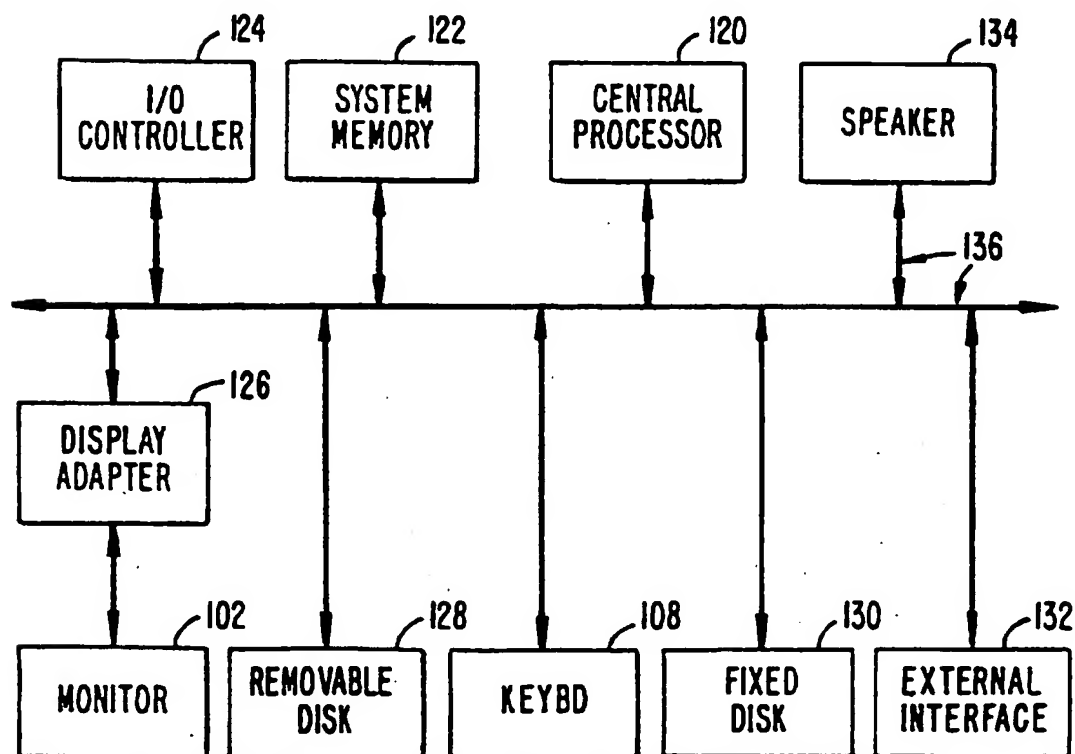 124
122
120
134
I/O
CONTROLLER
SYSTEM
MEMORY
CENTRAL
PROCESSOR
SPEAKER
136
126
DISPLAY
ADAPTER
102
128
108
130
132
MONITOR
REMOVABLE
DISK
KEYBD
FIXED
DISK
EXTERNAL
INTERFACE